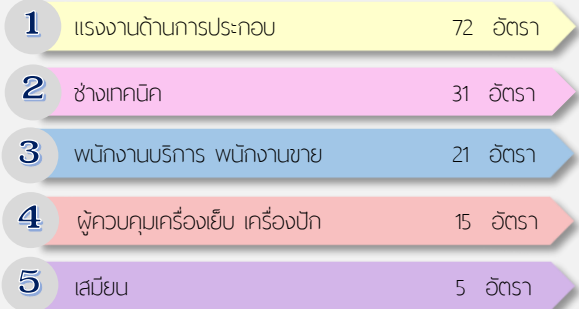 1 แรงงานด้านการประกอบ 72 อัตรา
2 ช่างเทคนิค 31 อัตรา
3 พนักงานบริการ พนักงานขาย 21 อัตรา
4 ผู้ควบคุมเครื่องเย็บ เครื่องปัก 15 อัตรา
5 เสมียน 5 อัตรา